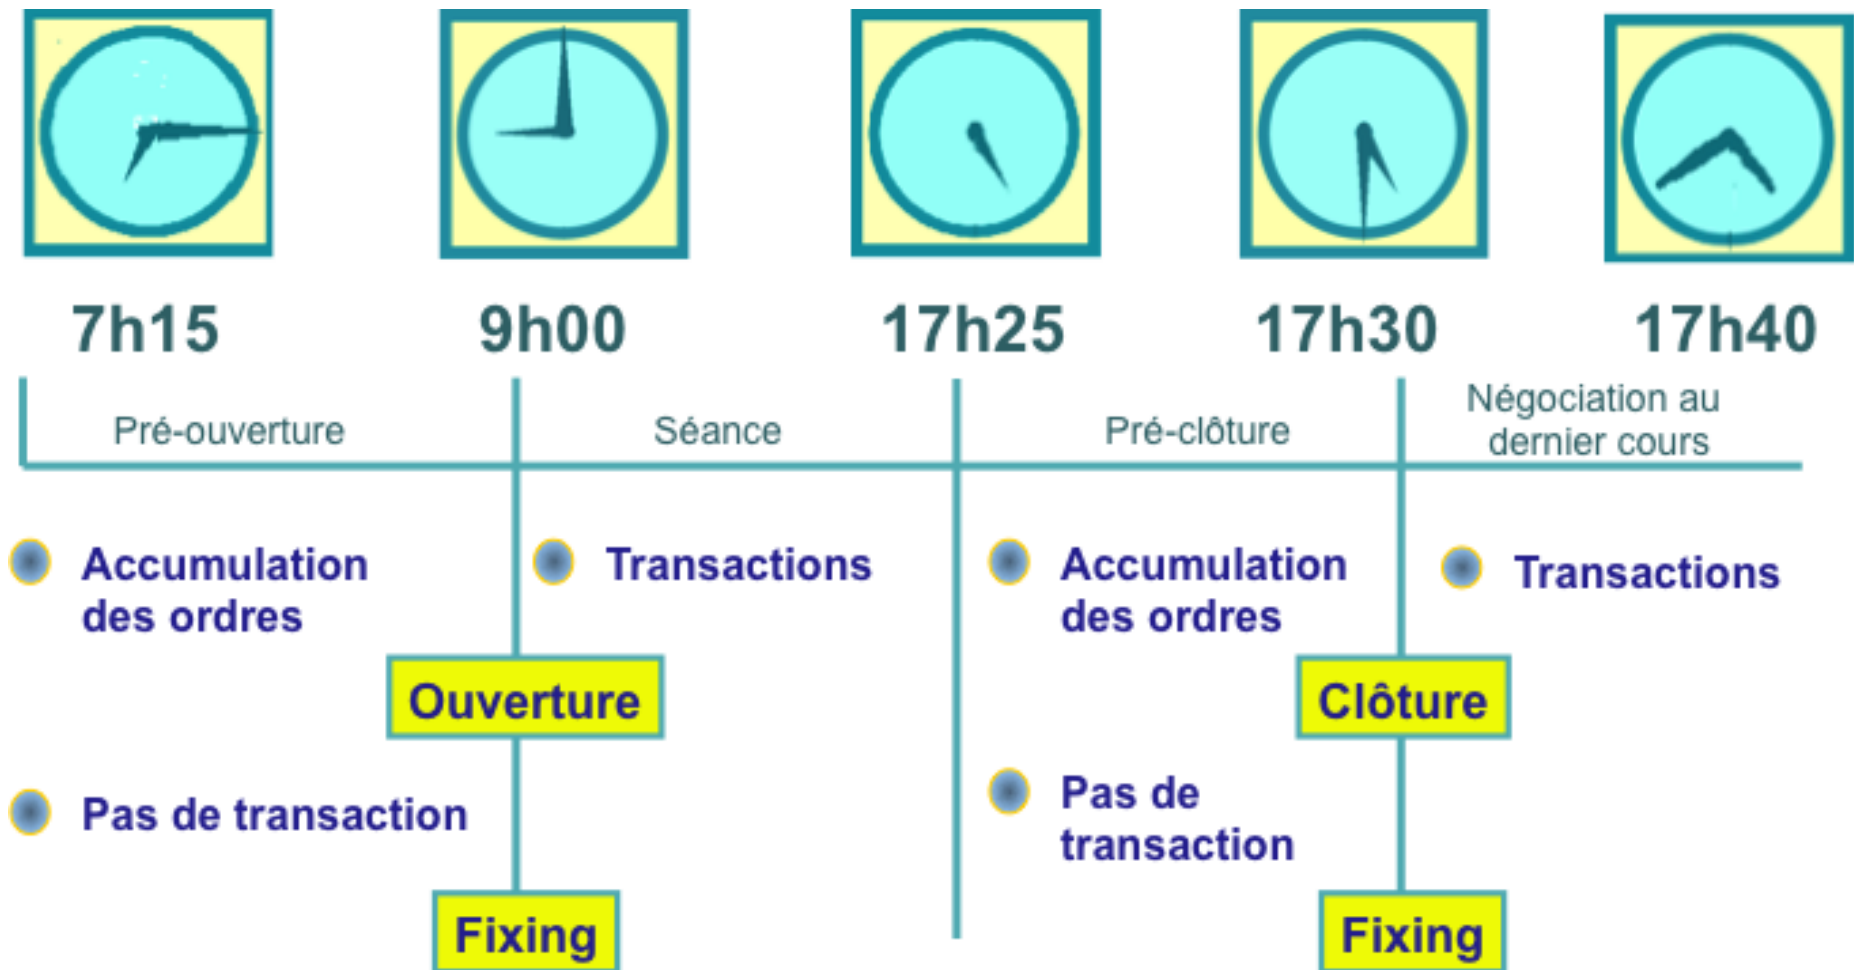 7h15
9h00
17h25
17h30
17h40
Pré-ouverture
Séance
Pré-clôture
Négociation au
dernier cours
Accumulation
des ordres
Transactions
Accumulation
des ordres
Transactions
Ouverture
Clôture
Pas de transaction
Pas de
transaction
Fixing
Fixing